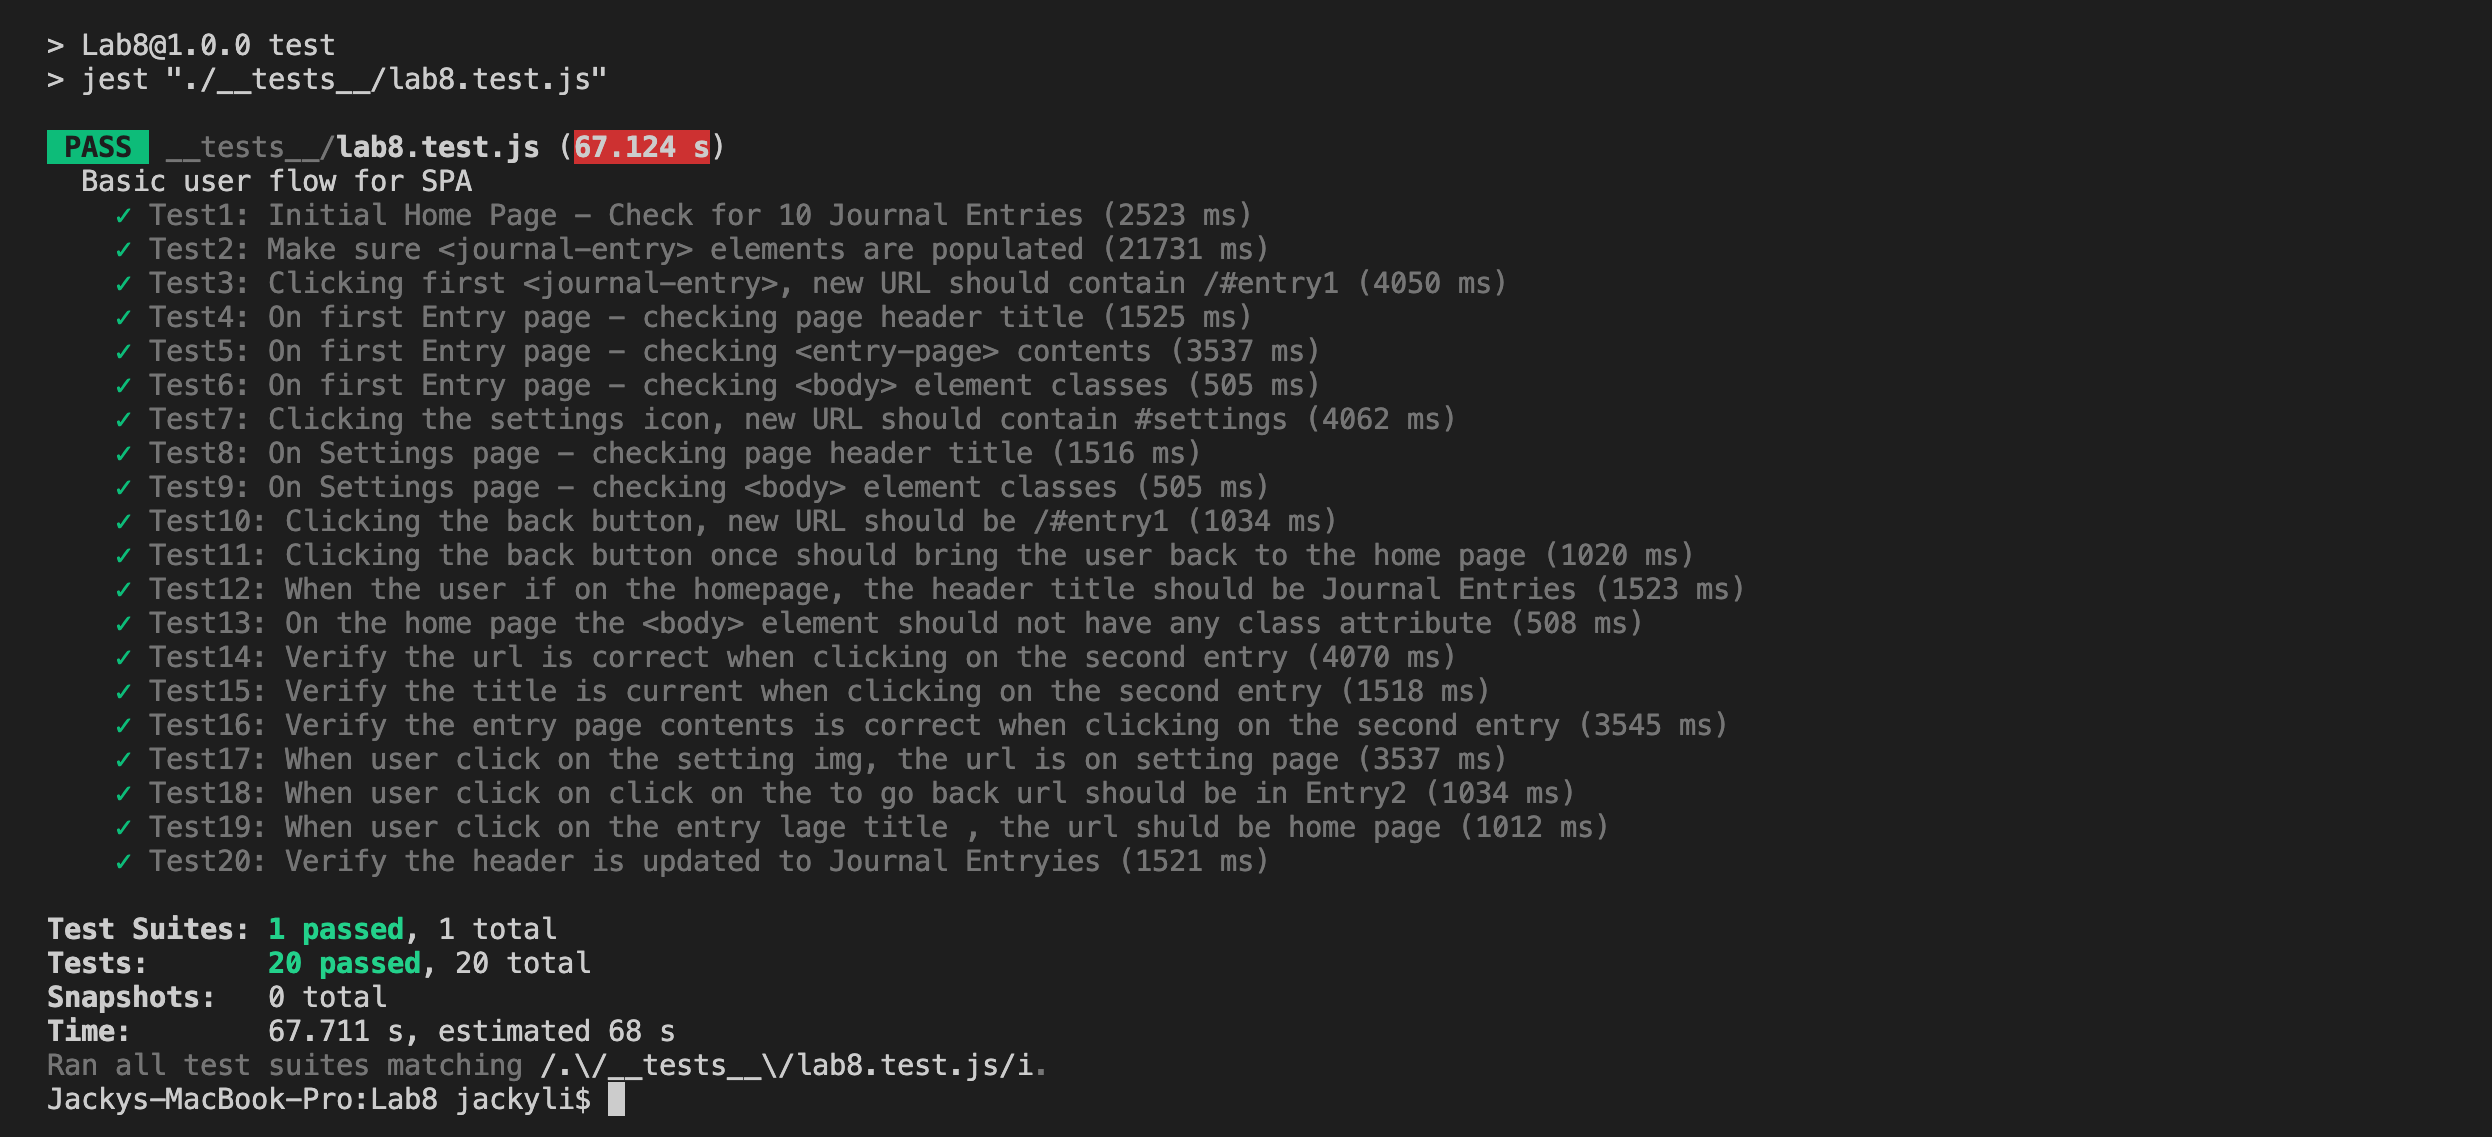 > Lab8@1.0.0 test
> jest "./__tests__/lab8.test.js"
PASS __tests__/lab8.test.js (67.124 s)
Basic user flow for SPA
✓ Test1: Initial Home Page – Check for 10 Journal Entries (2523 ms)
✓ Test2: Make sure <journal-entry> elements are populated (21731 ms)
✓ Test3: Clicking first <journal-entry>, new URL should contain /#entry1 (4050 ms)
✓ Test4: On first Entry page – checking page header title (1525 ms)
✓ Test5: On first Entry page – checking <entry-page> contents (3537 ms)
✓ Test6: On first Entry page – checking <body> element classes (505 ms)
✓ Test7: Clicking the settings icon, new URL should contain #settings (4062 ms)
✓ Test8: On Settings page – checking page header title (1516 ms)
✓ Test9: On Settings page – checking <body> element classes (505 ms)
✓ Test10: Clicking the back button, new URL should be /#entry1 (1034 ms)
✓ Test11: Clicking the back button once should bring the user back to the home page (1020 ms)
✓ Test12: When the user if on the homepage, the header title should be Journal Entries (1523 ms)
✓ Test13: On the home page the <body> element should not have any class attribute (508 ms)
✓ Test14: Verify the url is correct when clicking on the second entry (4070 ms)
✓ Test15: Verify the title is current when clicking on the second entry (1518 ms)
✓ Test16: Verify the entry page contents is correct when clicking on the second entry (3545 ms)
✓ Test17: When user click on the setting img, the url is on setting page (3537 ms)
✓ Test18: When user click on click on the to go back url should be in Entry2 (1034 ms)
✓ Test19: When user click on the entry lage title , the url shuld be home page (1012 ms)
✓ Test20: Verify the header is updated to Journal Entryies (1521 ms)
Test Suites: 1 passed, 1 total
Tests: 20 passed, 20 total
Snapshots: 0 total
Time: 67.711 s, estimated 68 s
Ran all test suites matching /.\/__tests__\/lab8.test.js/i.
Jackys-MacBook-Pro:Lab8 jackyli$